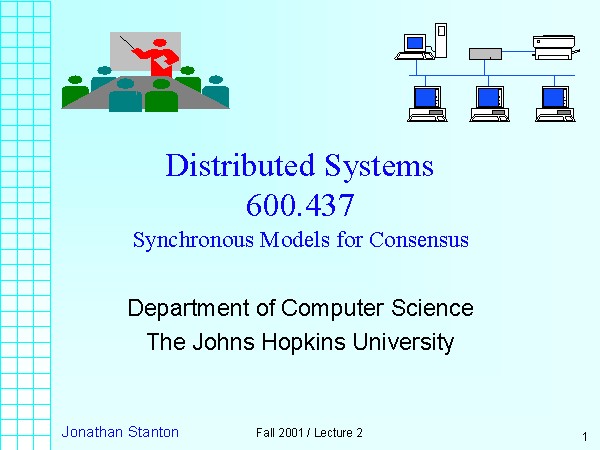 Distributed Systems
600.437
Synchronous Models for Consensus
Department of Computer Science
The Johns Hopkins University
Jonathan Stanton
Fall 2001 / Lecture 2
1